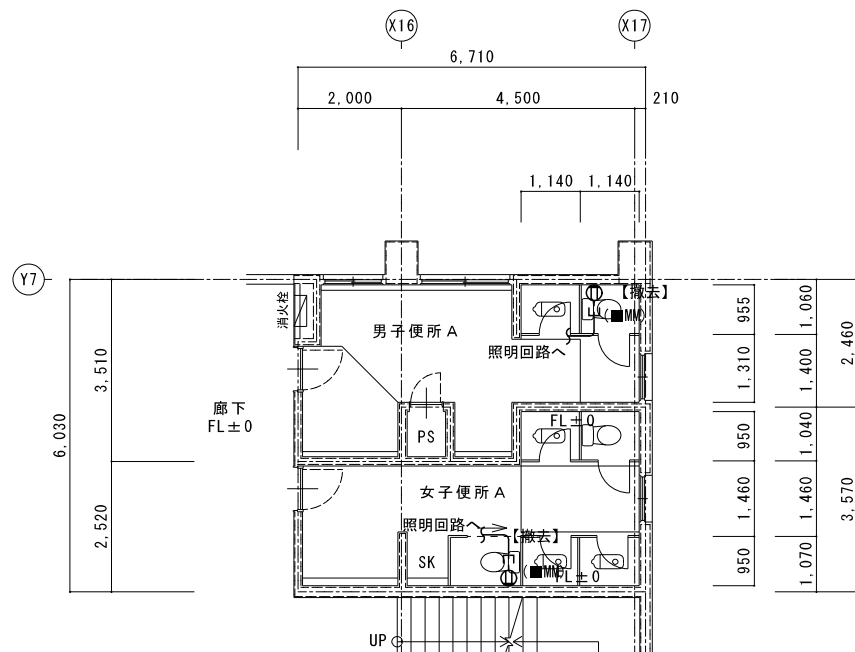 X16
X17
6,710
2,000
4,500
210
1,140
1,140
Y7
消火栓
男子便所A
【撤去】
(■MM)
照明回路へ
955
1,060
2,460
1,310
1,400
3,510
6,030
廊下
FL±0
PS
FL±0
950
1,040
女子便所A
照明回路へ
【撤去】
1,460
1,460
3,570
2,520
SK
(■MM)
FL±0
950
1,070
UP